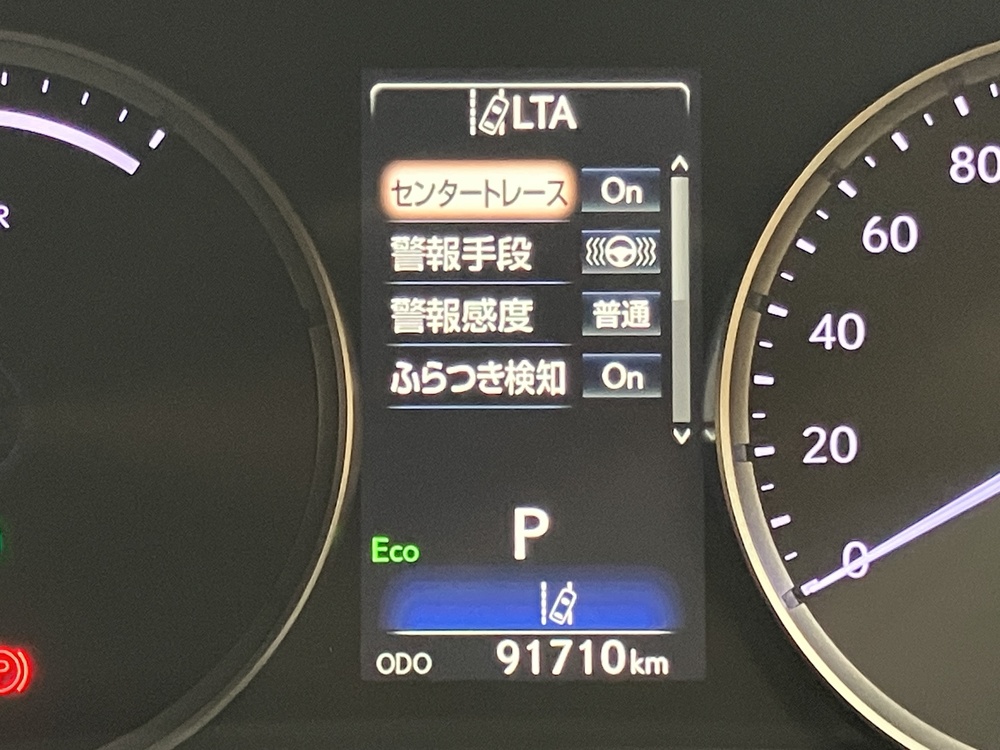 LTA
センタートレース On
警報手段
警報感度 普通
ふらつき検知 On
P
Eco
ODO 91710km
R
80
60
40
20
0
P